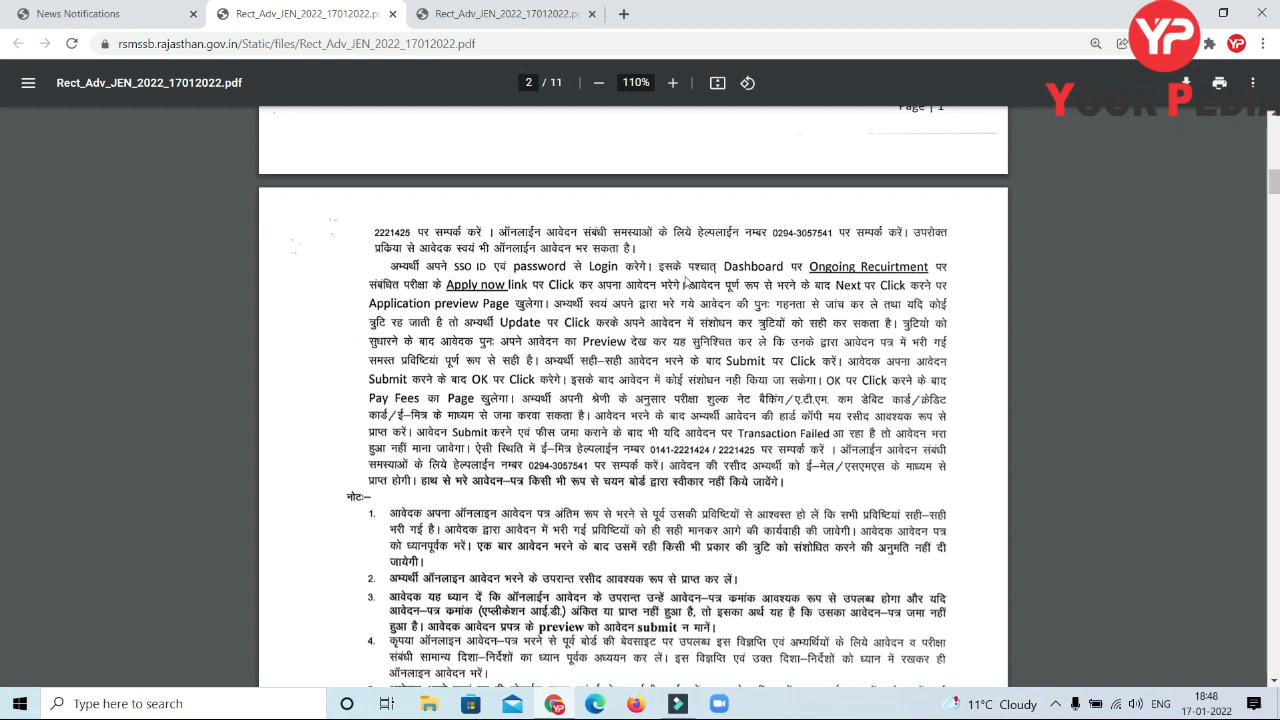 News Notifications
Rect_Adv_JEN_2022_17012022.pdf
Rect_Adv_JEN_2022_17012022.pdf
rsmssb.rajasthan.gov.in/Static/files/Rect_Adv_JEN_2022_17012022.pdf
YP
Rect_Adv_JEN_2022_17012022.pdf
2 / 11
110%
YOUR PEDIA
Page | 1
2221425 पर सम्पर्क करें । ऑनलाईन आवेदन संबंधी समस्याओं के लिये हेल्पलाईन नम्बर 0294-3057541 पर सम्पर्क करें। उपरोक्त
प्रक्रिया से आवेदक स्वयं भी ऑनलाईन आवेदन भर सकता है।
अभ्यर्थी अपने SSO ID एवं password से Login करेगे। इसके पश्चात् Dashboard पर Ongoing Recuirtment पर
संबंधित परीक्षा के Apply now link पर Click कर अपना आवेदन भरेगे। आवेदन पूर्ण रूप से भरने के बाद Next पर Click करने पर
Application preview Page खुलेगा। अभ्यर्थी स्वयं अपने द्वारा भरे गये आवेदन की पुनः गहनता से जांच कर ले तथा यदि कोई
त्रुटि रह जाती है तो अभ्यर्थी Update पर Click करके अपने आवेदन में संशोधन कर त्रुटियों को सही कर सकता है। त्रुटियो को
सुधारने के बाद आवेदक पुनः अपने आवेदन का Preview देख कर यह सुनिश्चित कर ले कि उनके द्वारा आवेदन पत्र में भरी गई
समस्त प्रविष्टियां पूर्ण रूप से सही है। अभ्यर्थी सही-सही आवेदन भरने के बाद Submit पर Click करें। आवेदक अपना आवेदन
Submit करने के बाद OK पर Click करेगे। इसके बाद आवेदन में कोई संशोधन नही किया जा सकेगा। OK पर Click करने के बाद
Pay Fees का Page खुलेगा। अभ्यर्थी अपनी श्रेणी के अनुसार परीक्षा शुल्क नेट बैकिंग/ए.टी.एम. कम डेबिट कार्ड/क्रेडिट
कार्ड/ई-मित्र के माध्यम से जमा करवा सकता है। आवेदन भरने के बाद अभ्यर्थी आवेदन की हार्ड कॉपी मय रसीद आवश्यक रूप से
प्राप्त करें। आवेदन Submit करने एवं फीस जमा कराने के बाद भी यदि आवेदन पर Transaction Failed आ रहा है तो आवेदन भरा
हुआ नहीं माना जावेगा। ऐसी स्थिति में ई-मित्र हेल्पलाईन नम्बर 0141-2221424 / 2221425 पर सम्पर्क करें । ऑनलाईन आवेदन संबंधी
समस्याओं के लिये हेल्पलाईन नम्बर 0294-3057541 पर सम्पर्क करें। आवेदन की रसीद अभ्यर्थी को ई-मेल/एसएमएस के माध्यम से
प्राप्त होगी। हाथ से भरे आवेदन-पत्र किसी भी रूप से चयन बोर्ड द्वारा स्वीकार नहीं किये जावेंगे।
नोटः-
1. आवेदक अपना ऑनलाइन आवेदन पत्र अंतिम रूप से भरने से पूर्व उसकी प्रविष्टियों से आश्वस्त हो लें कि सभी प्रविष्टियां सही-सही
भरी गई है। आवेदक द्वारा आवेदन में भरी गई प्रविष्टियों को ही सही मानकर आगे की कार्यवाही की जावेगी। आवेदक आवेदन पत्र
को ध्यानपूर्वक भरें। एक बार आवेदन भरने के बाद उसमें रही किसी भी प्रकार की त्रुटि को संशोधित करने की अनुमति नहीं दी
जायेगी।
2. अभ्यर्थी ऑनलाइन आवेदन भरने के उपरान्त रसीद आवश्यक रूप से प्राप्त कर लें।
3. आवेदक यह ध्यान दें कि ऑनलाईन आवेदन के उपरान्त उन्हें आवेदन-पत्र कमांक आवश्यक रूप से उपलब्ध होगा और यदि
आवेदन-पत्र कमांक (एप्लीकेशन आई.डी.) अंकित या प्राप्त नहीं हुआ है, तो इसका अर्थ यह है कि उसका आवेदन-पत्र जमा नहीं
हुआ है। आवेदक आवेदन प्रपत्र के preview को आवेदन submit न मानें।
4. कृपया ऑनलाइन आवेदन-पत्र भरने से पूर्व बोर्ड की बेवसाइट पर उपलब्ध इस विज्ञप्ति एवं अभ्यर्थियों के लिये आवेदन व परीक्षा
संबंधी सामान्य दिशा-निर्देशों का ध्यान पूर्वक अध्ययन कर लें। इस विज्ञप्ति एवं उक्त दिशा-निर्देशों को ध्यान में रखकर ही
ऑनलाइन आवेदन भरें।
Type here to search
11°C Cloudy
ENG
18:48
17-01-2022